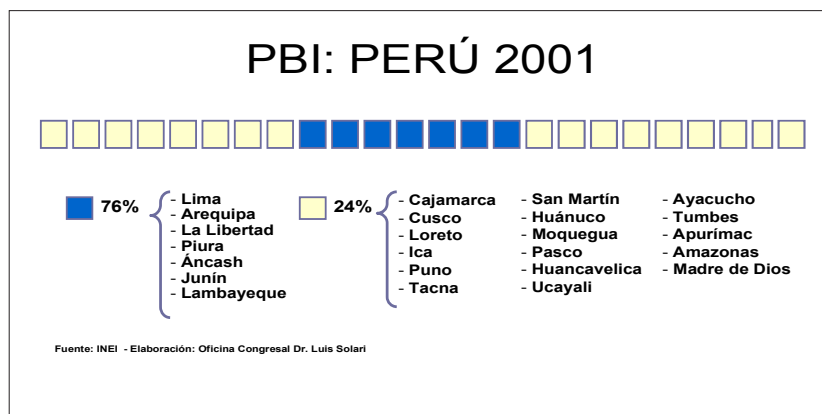 PBI: PERÚ 2001
76%
- Lima
- Arequipa
- La Libertad
- Piura
- Áncash
- Junín
- Lambayeque
24%
- Cajamarca
- Cusco
- Loreto
- Ica
- Puno
- Tacna
- San Martín
- Huánuco
- Moquegua
- Pasco
- Huancavelica
- Ucayali
- Ayacucho
- Tumbes
- Apurímac
- Amazonas
- Madre de Dios
Fuente: INEI - Elaboración: Oficina Congresal Dr. Luis Solari